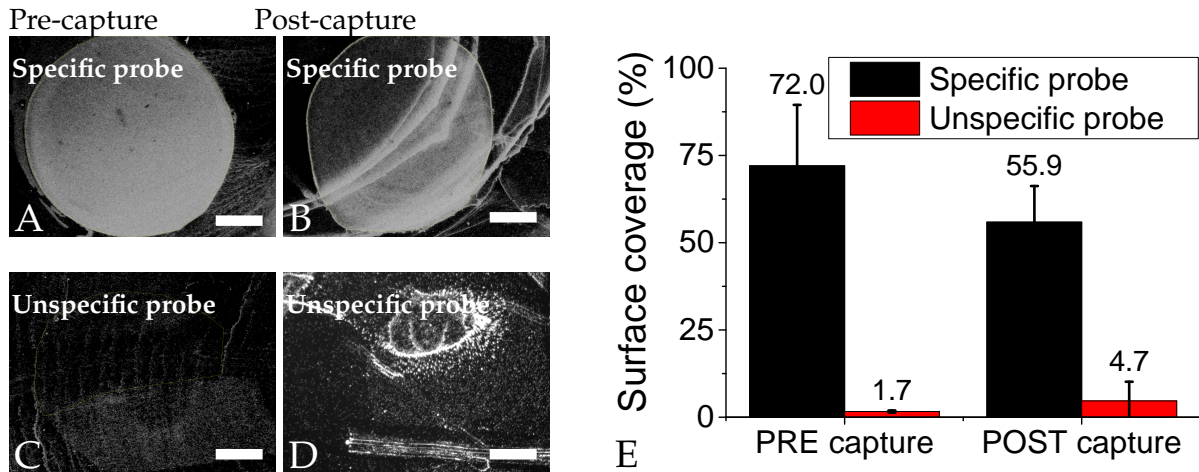 Pre-capture
Post-capture
Specific probe
A
Specific probe
B
Unspecific probe
C
Unspecific probe
D
Surface coverage (%)
100
75
50
25
0
72.0
1.7
55.9
4.7
Specific probe
Unspecific probe
PRE capture
POST capture
E